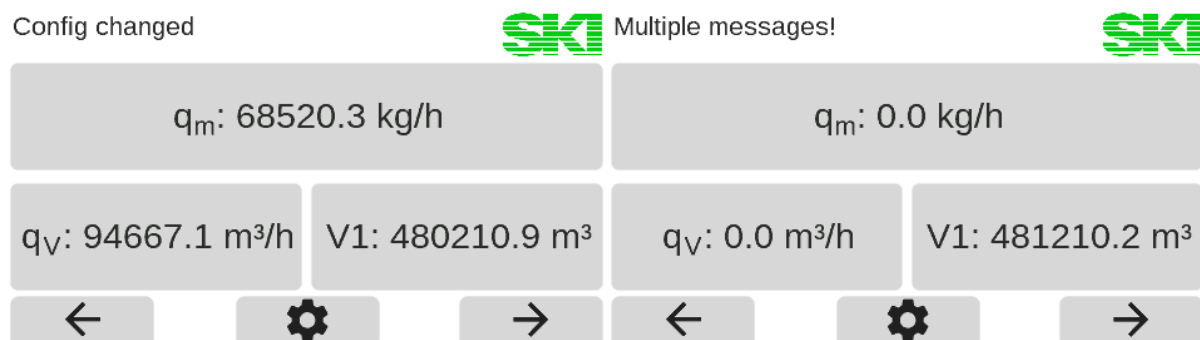 Config changed
SKI
qm: 68520.3 kg/h
qV: 94667.1 m³/h
V1: 480210.9 m³
Multiple messages!
SKI
qm: 0.0 kg/h
qV: 0.0 m³/h
V1: 481210.2 m³